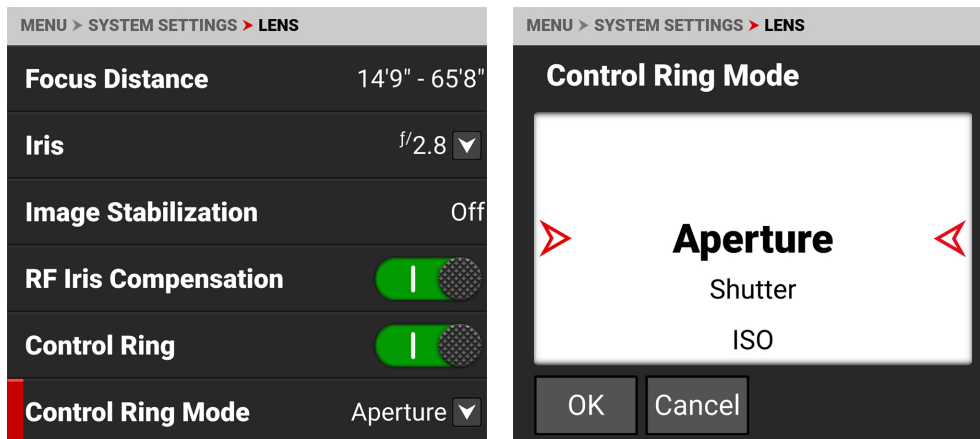 MENU > SYSTEM SETTINGS > LENS
Focus Distance 14'9" - 65'8"
Iris ƒ/2.8
Image Stabilization Off
RF Iris Compensation
Control Ring
Control Ring Mode Aperture
MENU > SYSTEM SETTINGS > LENS
Control Ring Mode
Aperture
Shutter
ISO
OK Cancel